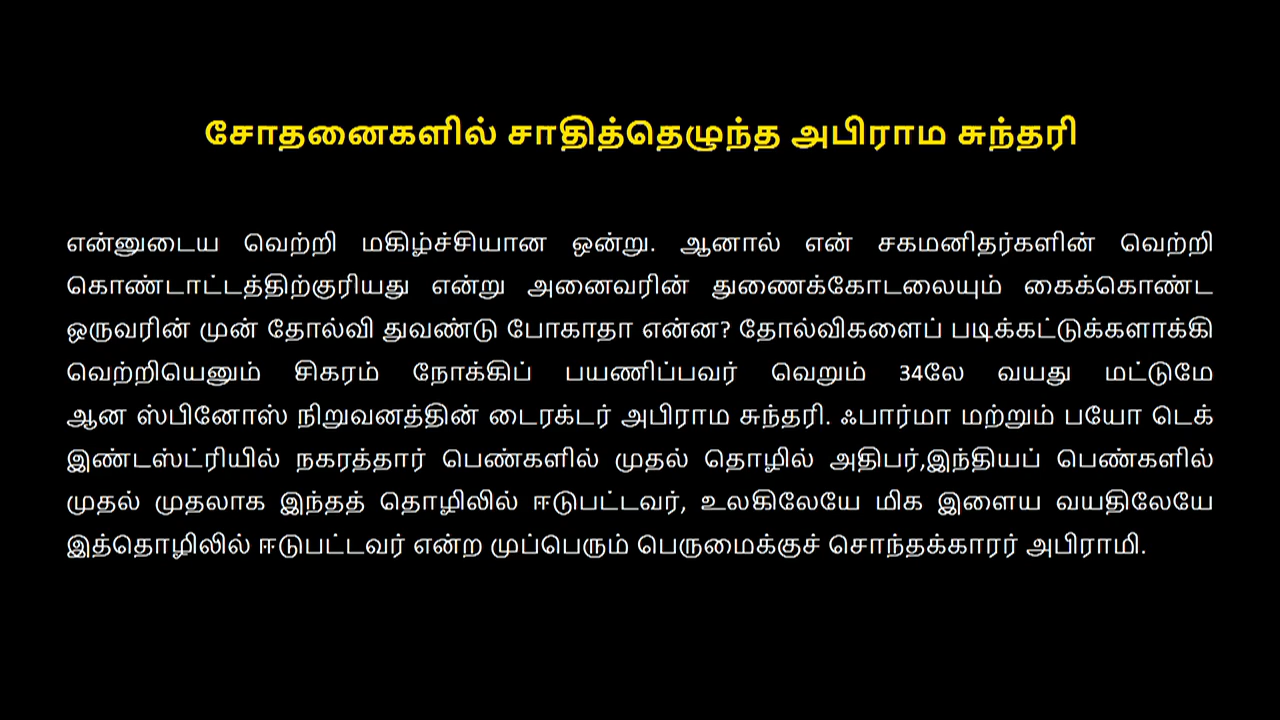 சோதனைகளில் சாதித்தெழுந்த அபிராம சுந்தரி
என்னுடைய வெற்றி மகிழ்ச்சியான ஒன்று. ஆனால் என் சகமனிதர்களின் வெற்றி
கொண்டாட்டத்திற்குரியது என்று அனைவரின் துணைக்கோடலையும் கைக்கொண்ட
ஒருவரின் முன் தோல்வி துவண்டு போகாதா என்ன? தோல்விகளைப் படிக்கட்டுக்களாக்கி
வெற்றியெனும் சிகரம் நோக்கிப் பயணிப்பவர் வெறும் 34லே வயது மட்டுமே
ஆன ஸ்பினோஸ் நிறுவனத்தின் டைரக்டர் அபிராம சுந்தரி. ஃபார்மா மற்றும் பயோ டெக்
இண்டஸ்ட்ரியில் நகரத்தார் பெண்களில் முதல் தொழில் அதிபர்,இந்தியப் பெண்களில்
முதல் முதலாக இந்தத் தொழிலில் ஈடுபட்டவர், உலகிலேயே மிக இளைய வயதிலேயே
இத்தொழிலில் ஈடுபட்டவர் என்ற முப்பெரும் பெருமைக்குச் சொந்தக்காரர் அபிராமி.